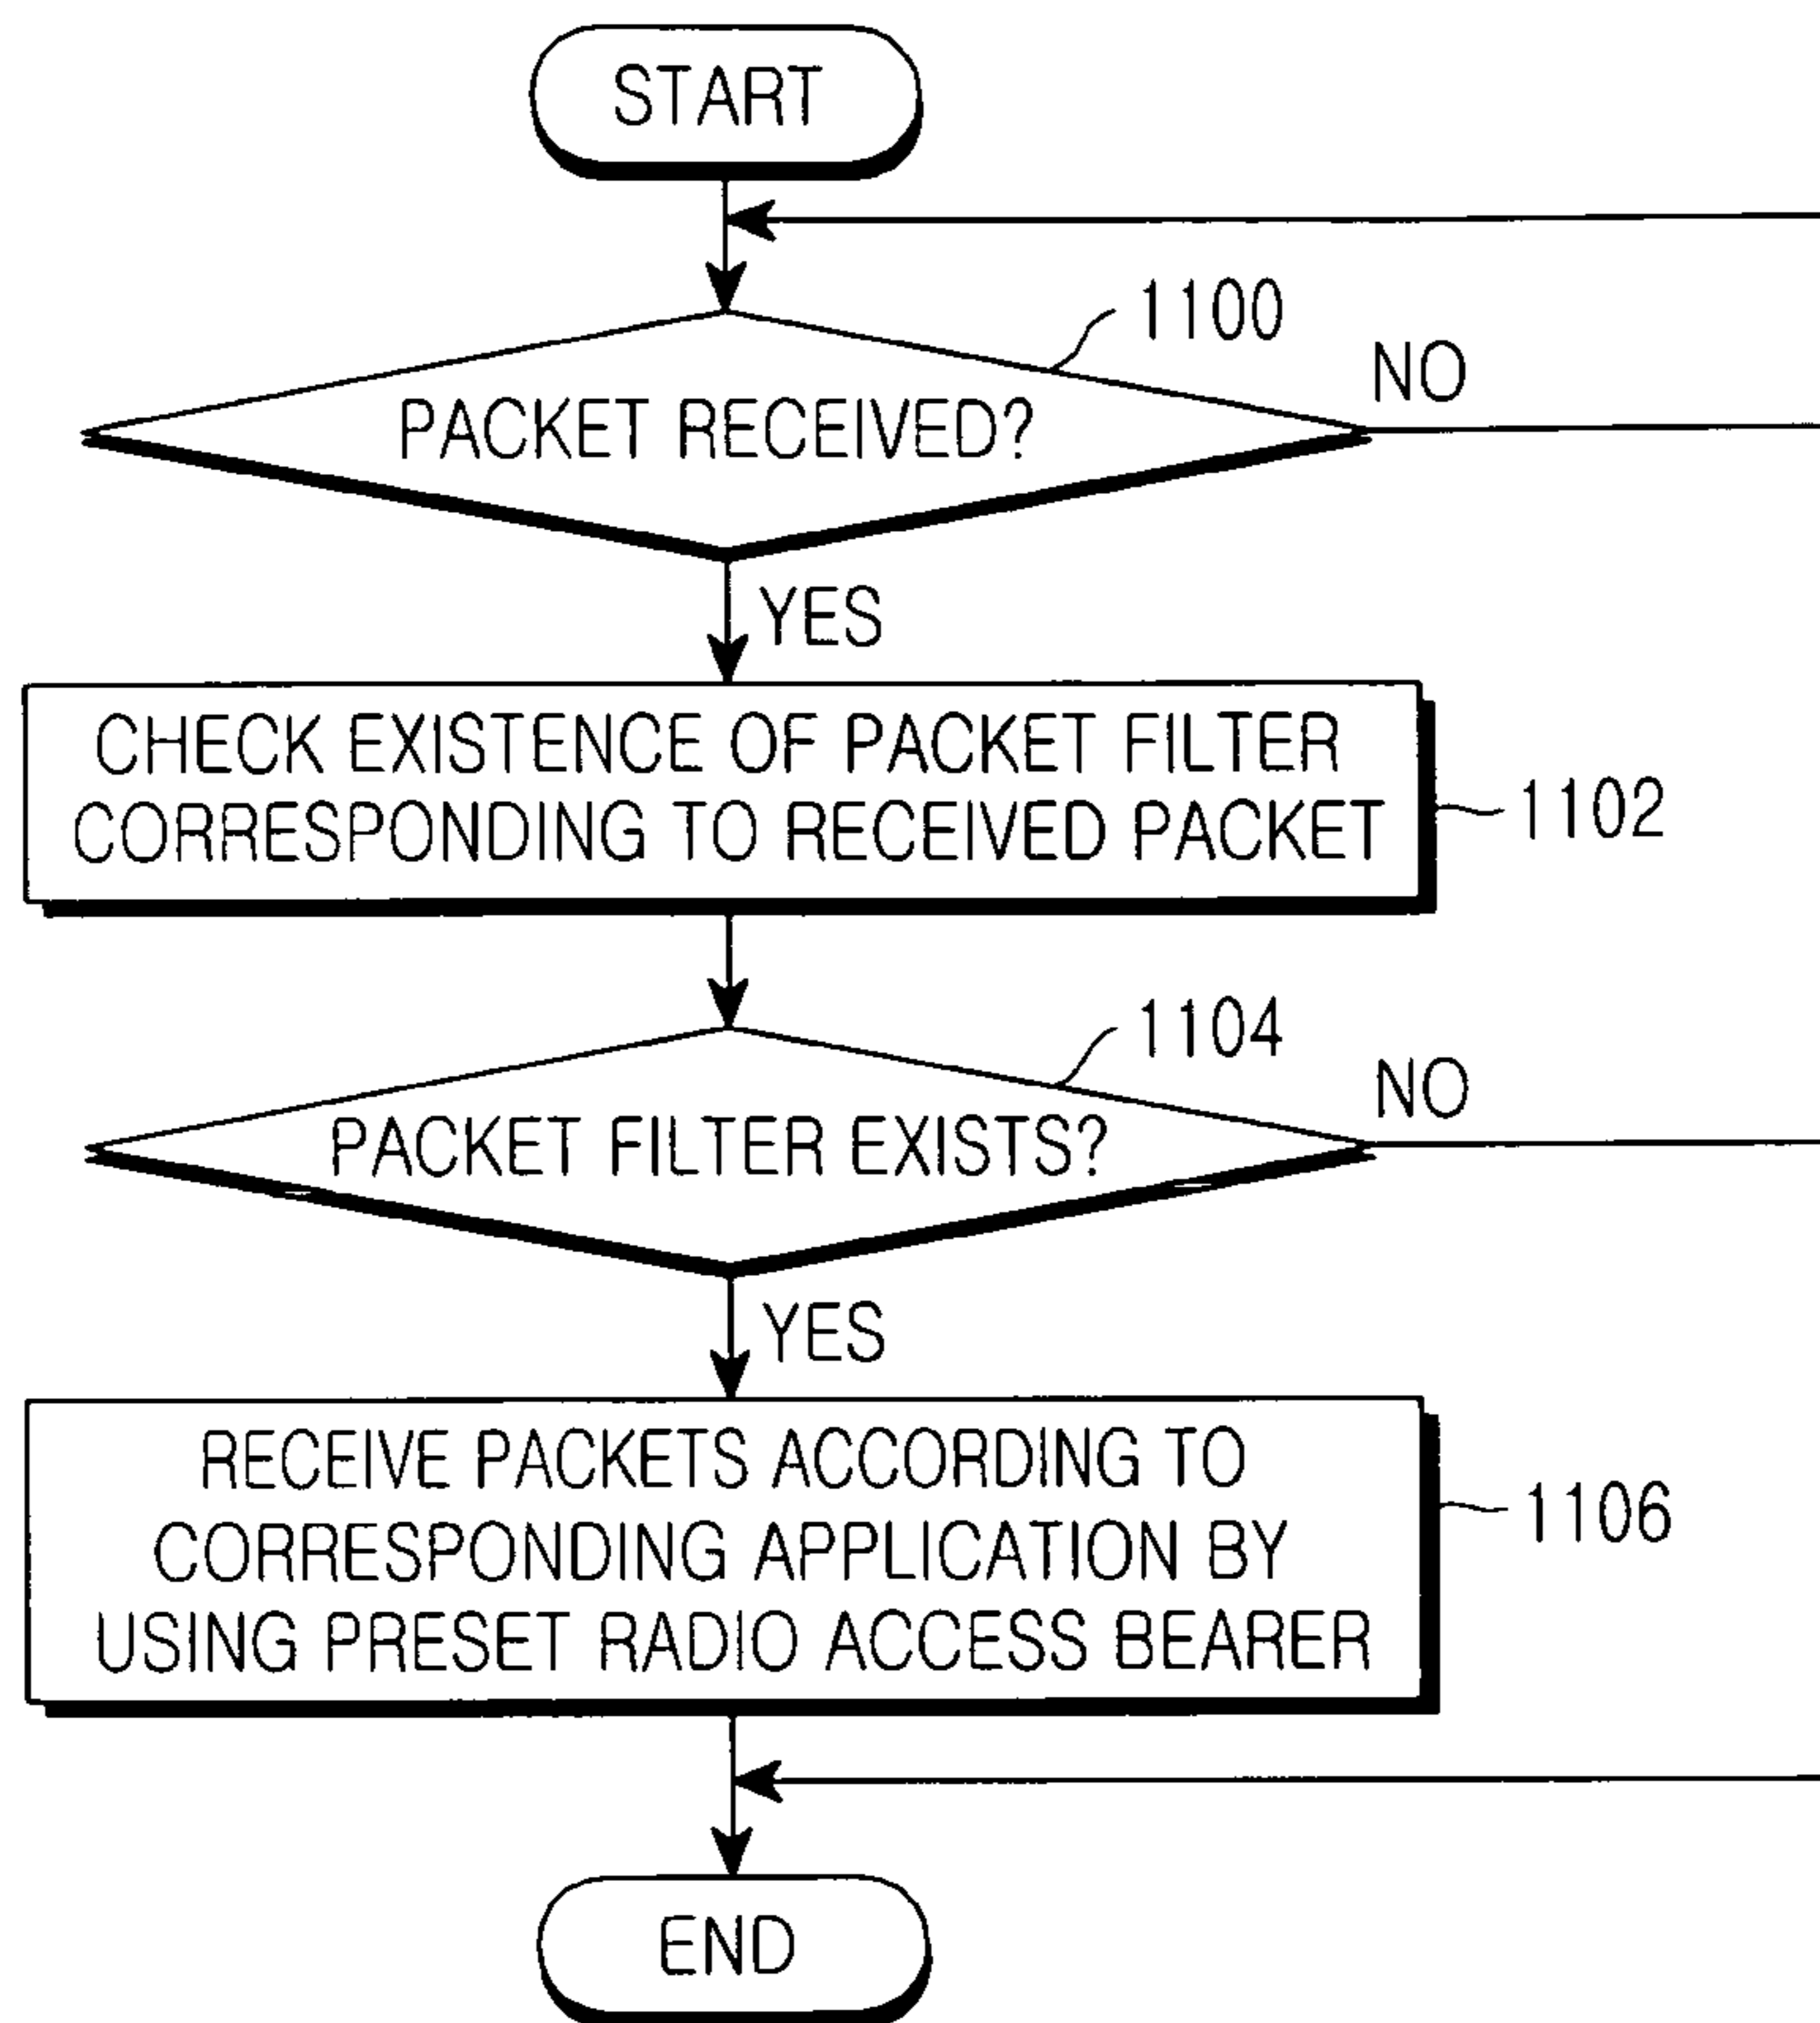 START
1100
NO
PACKET RECEIVED?
YES
CHECK EXISTENCE OF PACKET FILTER
CORRESPONDING TO RECEIVED PACKET
1102
1104
NO
PACKET FILTER EXISTS?
YES
RECEIVE PACKETS ACCORDING TO
CORRESPONDING APPLICATION BY
USING PRESET RADIO ACCESS BEARER
1106
END